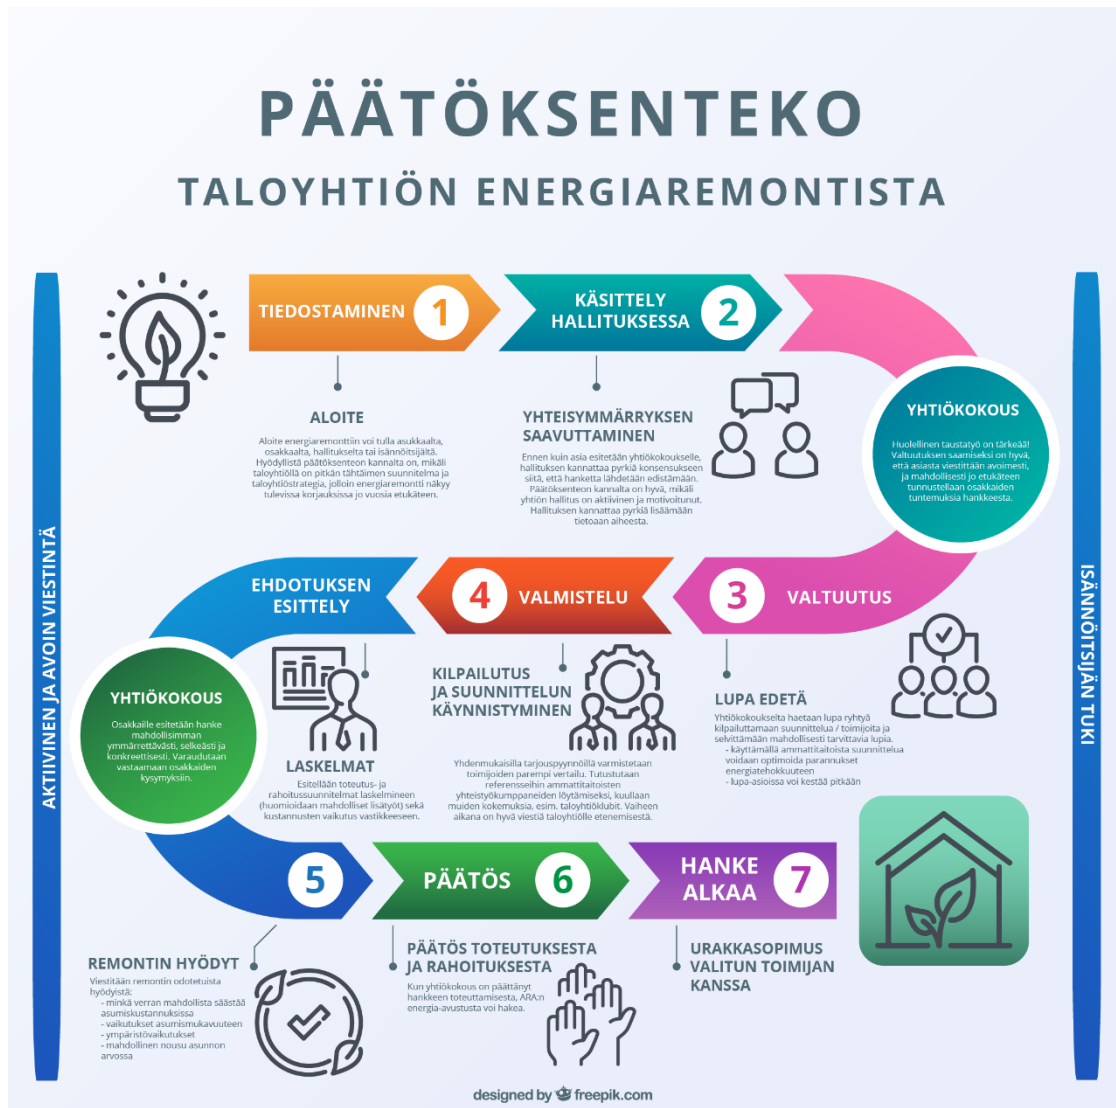 PÄÄTÖKSENTEKO
TALOYHTIÖN ENERGIAREMONTISTA
AKTIIVINEN JA AVOIN VIESTINTÄ
TIEDOSTAMINEN 1
KÄSITTELY
HALLITUKSESSA 2
ALOITE
Aloite energiaremonttiin voi tulla asukkaalta,
osakkaalta, hallitukselta tai isännöitsijältä.
Hyödyllistä päätöksenteon kannalta on, mikäli
taloyhtiöllä on pitkän tähtäimen suunnitelma ja
taloyhtiöstrategia, jolloin energiaremontti näkyy
tulevissa korjauksissa jo vuosia etukäteen.
YHTEISYMMÄRRYKSEN
SAAVUTTAMINEN
Ennen kuin asia esitetään yhtiökokoukselle,
hallituksen kannattaa pyrkiä konsensukseen
siitä, että hanketta lähdetään edistämään.
Päätöksenteon kannalta on hyvä, mikäli
yhtiön hallitus on aktiivinen ja motivoitunut.
Hallituksen kannattaa pyrkiä lisäämään
tietoaan aiheesta.
YHTIÖKOKOUS
Huolellinen taustatyö on tärkeää!
Valtuutuksen saamiseksi on hyvä,
että asiasta viestittään avoimesti,
ja mahdollisesti jo etukäteen
tunnustellaan osakkaiden
tuntemuksia hankkeesta.
3 VALTUUTUS
LUPA EDETÄ
Yhtiökokoukselta haetaan lupa ryhtyä
kilpailuttamaan suunnittelua / toimijoita ja
selvittämään mahdollisesti tarvittavia lupia.
- käyttämällä ammattitaitoista suunnittelua
voidaan optimoida parannukset
energiatehokkuuteen
- lupa-asioissa voi kestää pitkään
4 VALMISTELU
KILPAILUTUS
JA SUUNNITTELUN
KÄYNNISTYMINEN
Yhdenmukaisilla tarjouspyynnöillä varmistetaan
toimijoiden parempi vertailu. Tutustutaan
referensseihin ammattitaitoisten
yhteistyökumppaneiden löytämiseksi, kuullaan
muiden kokemuksia, esim. taloyhtiöklubit. Vaiheen
aikana on hyvä viestiä taloyhtiölle etenemisestä.
EHDOTUKSEN
ESITTELY
LASKELMAT
Esitellään toteutus- ja
rahoitussuunnitelmat laskelmineen
(huomioidaan mahdolliset lisätyöt) sekä
kustannusten vaikutus vastikkeeseen.
YHTIÖKOKOUS
Osakkaille esitetään hanke
mahdollisimman
ymmärrettävästi, selkeästi ja
konkreettisesti. Varaudutaan
vastaamaan osakkaiden
kysymyksiin.
5
REMONTIN HYÖDYT
Viestitään remontin odotetuista
hyödyistä:
- minkä verran mahdollista säästää
asumiskustannuksissa
- vaikutukset asumismukavuuteen
- ympäristövaikutukset
- mahdollinen nousu asunnon
arvossa
PÄÄTÖS 6
PÄÄTÖS TOTEUTUKSESTA
JA RAHOITUKSESTA
Kun yhtiökokous on päättänyt
hankkeen toteuttamisesta, ARA:n
energia-avustusta voi hakea.
HANKE
ALKAA 7
URAKKASOPIMUS
VALITUN TOIMIJAN
KANSSA
ISÄNNÖITSIJÄN TUKI
designed by freepik.com